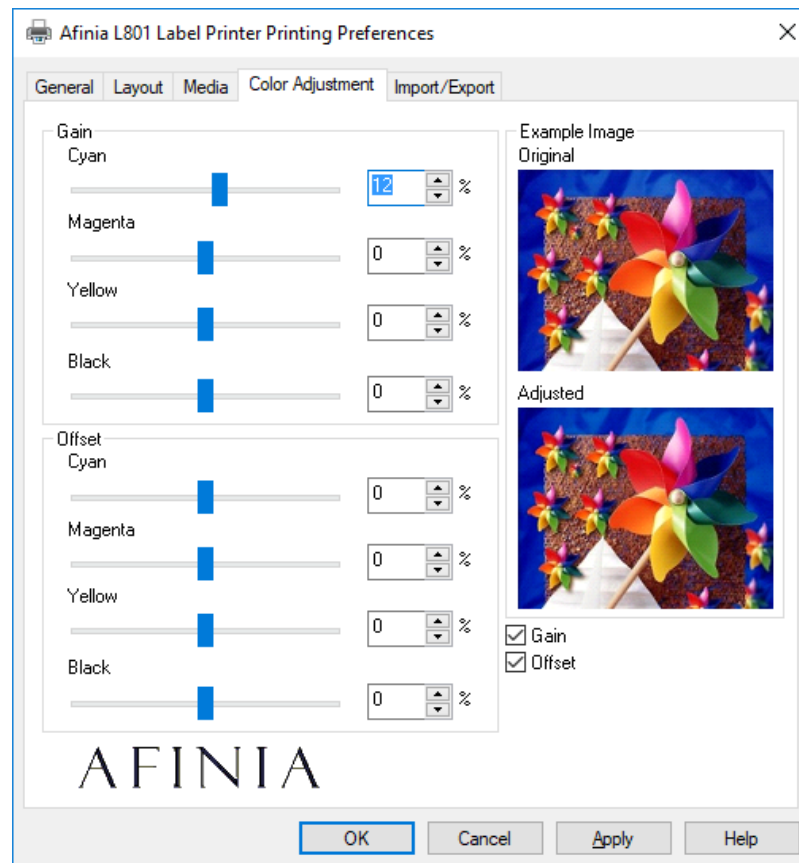 Afinia L801 Label Printer Printing Preferences
General Layout Media Color Adjustment Import/Export
Gain
Cyan
12 %
Magenta
0 %
Yellow
0 %
Black
0 %
Offset
Cyan
0 %
Magenta
0 %
Yellow
0 %
Black
0 %
Example Image
Original
Adjusted
Gain
Offset
AFINIA
OK Cancel Apply Help